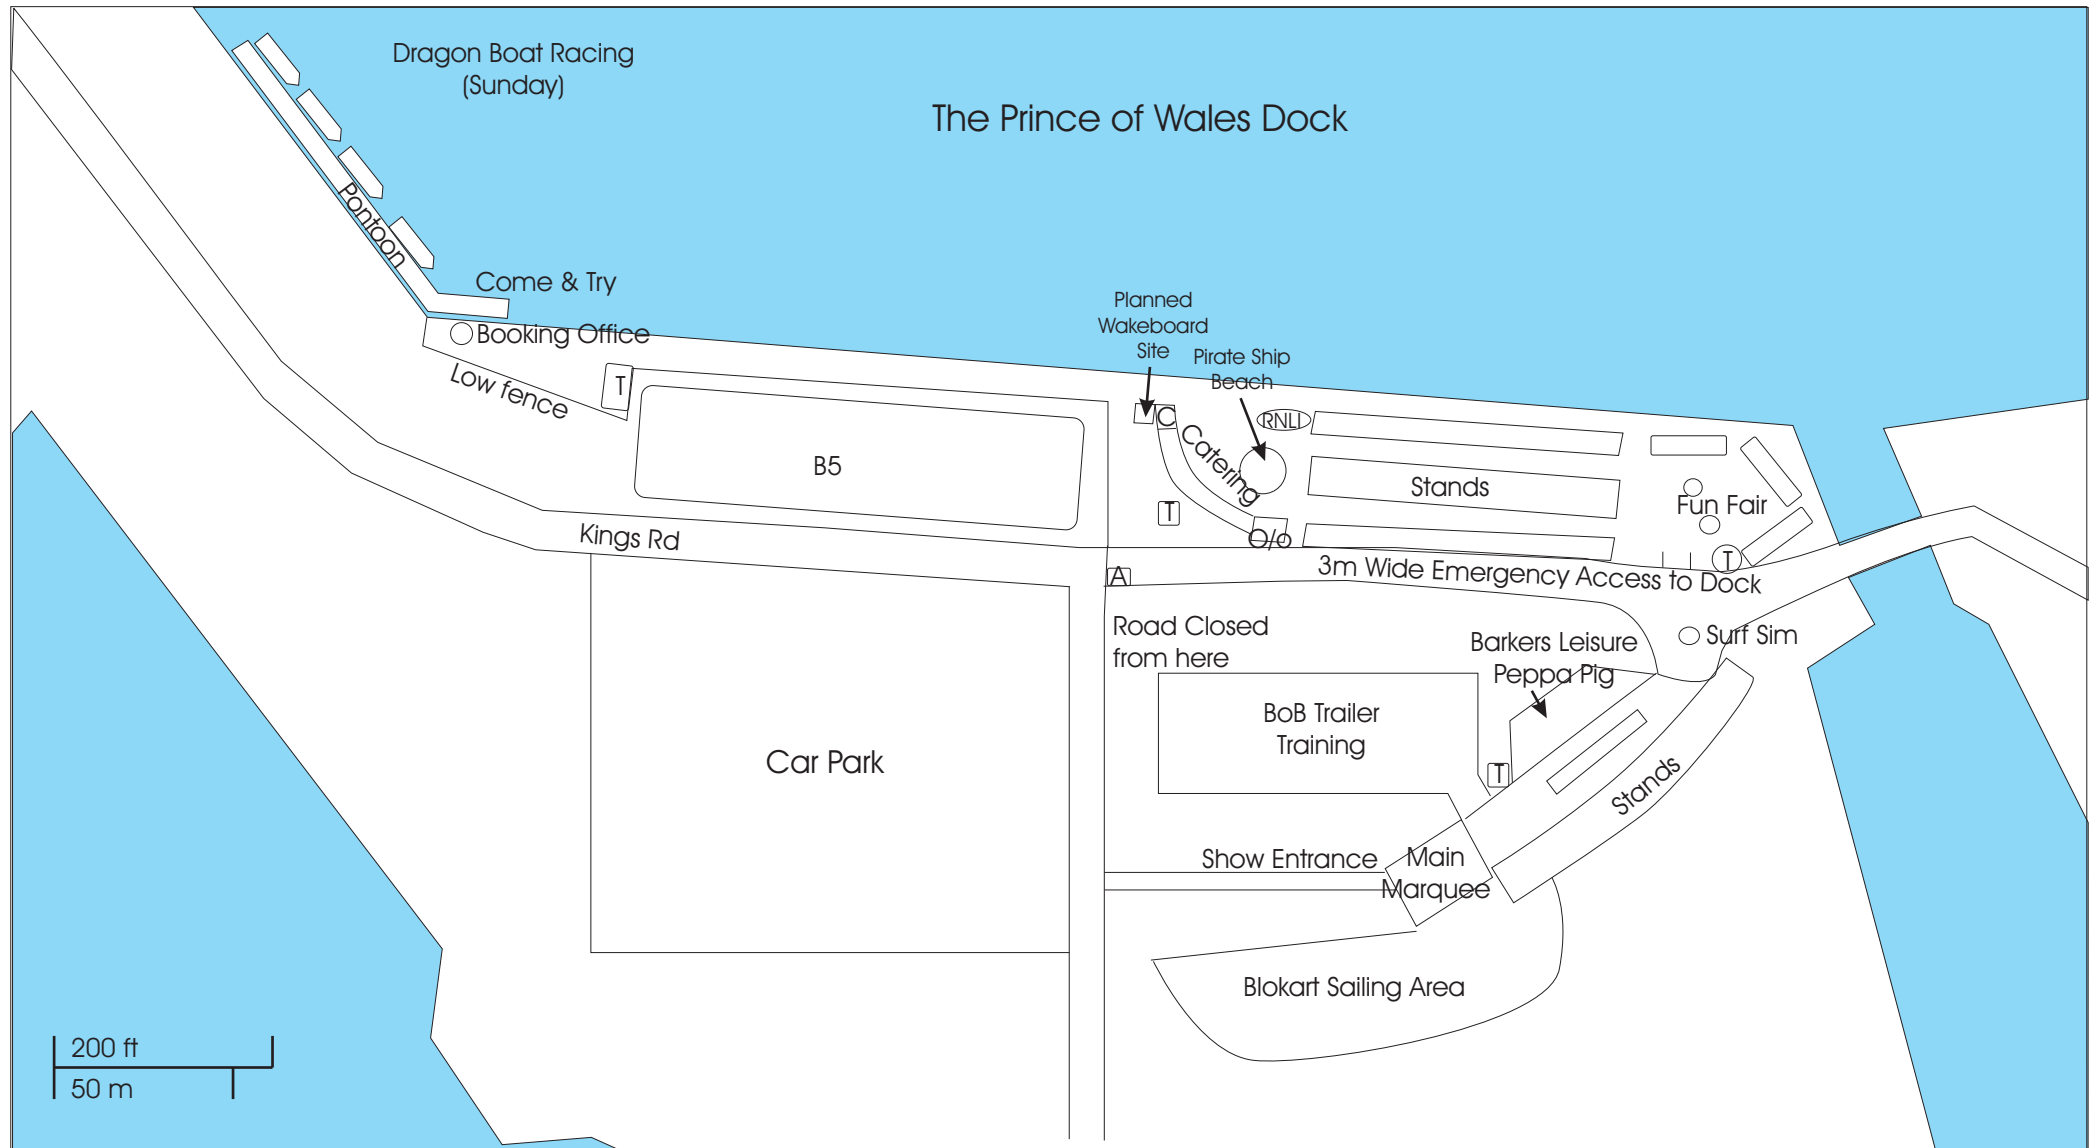 Dragon Boat Racing
(Sunday)
The Prince of Wales Dock
Pontoon
Come & Try
Booking Office
Low fence
T
B5
Planned
Wakeboard
Site
Pirate Ship
Beach
C
Catering
RNLI
Stands
Fun Fair
T
O/o
T
Kings Rd
3m Wide Emergency Access to Dock
A
Road Closed
from here
Surf Sim
Barkers Leisure
Peppa Pig
BoB Trailer
Training
T
Stands
Car Park
Show Entrance
Main
Marquee
Blokart Sailing Area
200 ft
50 m